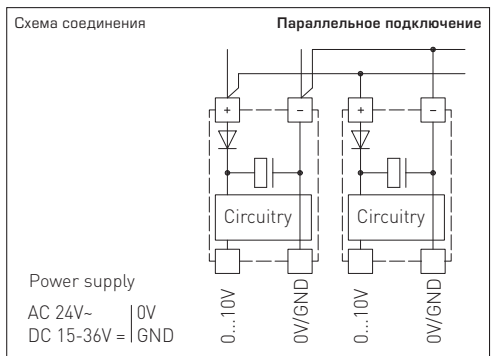 Схема соединения
Параллельное подключение
+ − + −
Circuitry Circuitry
Power supply
AC 24V~ 0V
DC 15-36V = GND
0...10V
0V/GND
0...10V
0V/GND